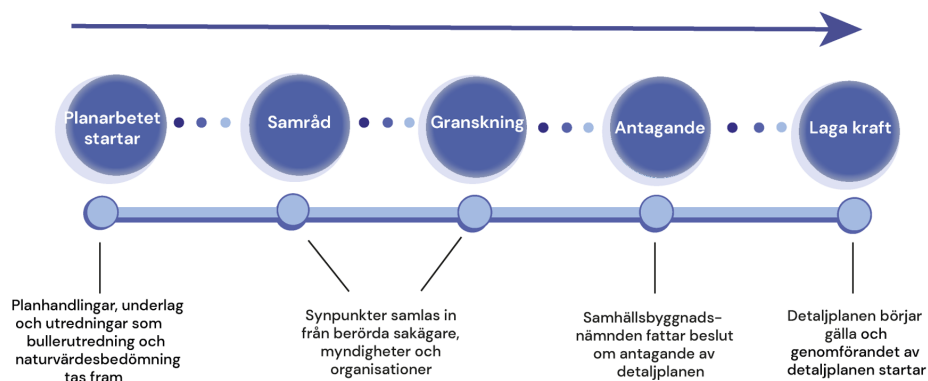 Planarbetet
startar
Samråd
Granskning
Antagande
Laga kraft
Planhandlingar, underlag
och utredningar som
bullerutredning och
naturvärdesbedömning
tas fram
Synpunkter samlas in
från berörda sakägare,
myndigheter och
organisationer
Samhällsbyggnads-
nämnden fattar beslut
om antagande av
detaljplanen
Detaljplanen börjar
gälla och
genomförandet av
detaljplanen startar